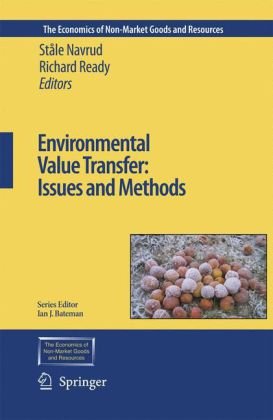 The Economics of Non-Market Goods and Resources
Ståle Navrud
Richard Ready
Editors
Environmental
Value Transfer:
Issues and Methods
Series Editor
Ian J. Bateman
The Economics of
Non-Market Goods
and Resources
Springer